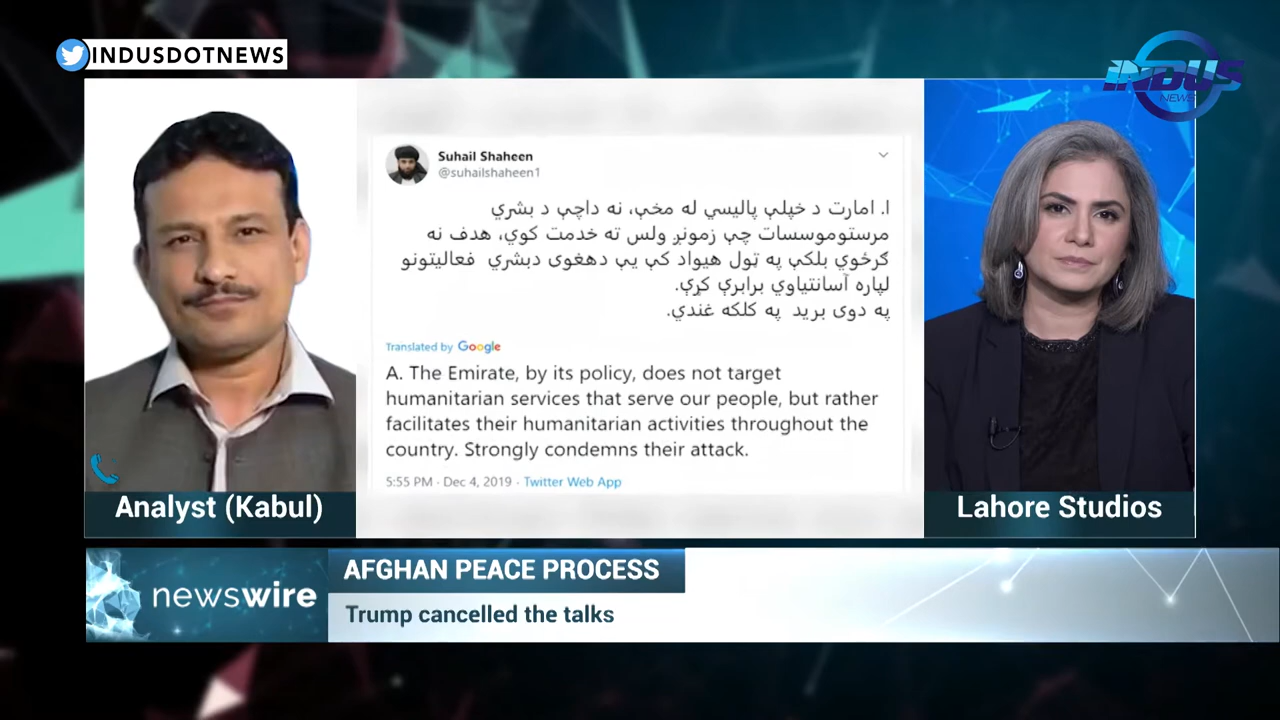 INDUSDOTNEWS
INDUS
NEWS
Suhail Shaheen
@suhailshaheen1
ا. امارت د خپلې پالیسي له مخې، نه داچې د بشري
مرستوموسسات چې زمونږ ولس ته خدمت کوي، هدف نه
ګرځوي بلکې په ټول هیواد کې یې دهغوی دبشري فعالیتونو
لپاره آسانتیاوي برابرې کړې.
په دوی برید په کلکه غندي.
Translated by Google
A. The Emirate, by its policy, does not target
humanitarian services that serve our people, but rather
facilitates their humanitarian activities throughout the
country. Strongly condemns their attack.
5:55 PM · Dec 4, 2019 · Twitter Web App
Analyst (Kabul)
Lahore Studios
newswire
AFGHAN PEACE PROCESS
Trump cancelled the talks